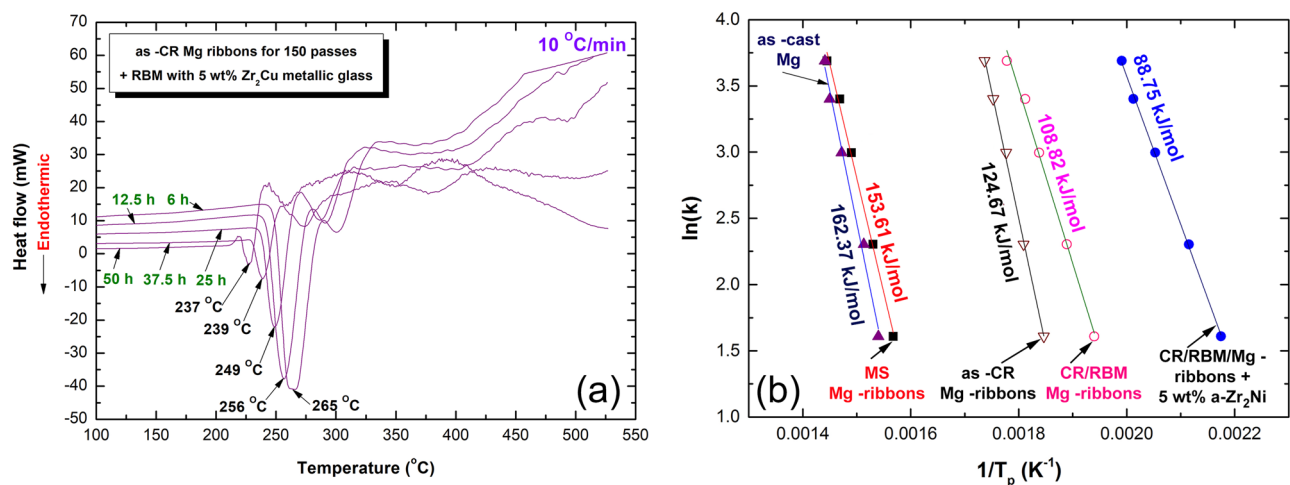 70
60
50
40
30
20
10
0
-10
-20
-30
-40
-50
Heat flow (mW)
Endothermic
as -CR Mg ribbons for 150 passes
+ RBM with 5 wt% Zr₂Cu metallic glass
10 °C/min
12.5 h 6 h
50 h 37.5 h 25 h
237 °C
239 °C
249 °C
256 °C
265 °C
(a)
100 150 200 250 300 350 400 450 500 550
Temperature (°C)
4.0
3.5
3.0
2.5
2.0
1.5
1.0
ln(k)
as -cast
Mg
162.37 kJ/mol
153.61 kJ/mol
124.67 kJ/mol
108.82 kJ/mol
88.75 kJ/mol
MS
Mg -ribbons
as -CR
Mg -ribbons
CR/RBM
Mg -ribbons
CR/RBM/Mg -
ribbons +
5 wt% a-Zr₂Ni
(b)
0.0014 0.0016 0.0018 0.0020 0.0022
1/Tₚ (K⁻¹)